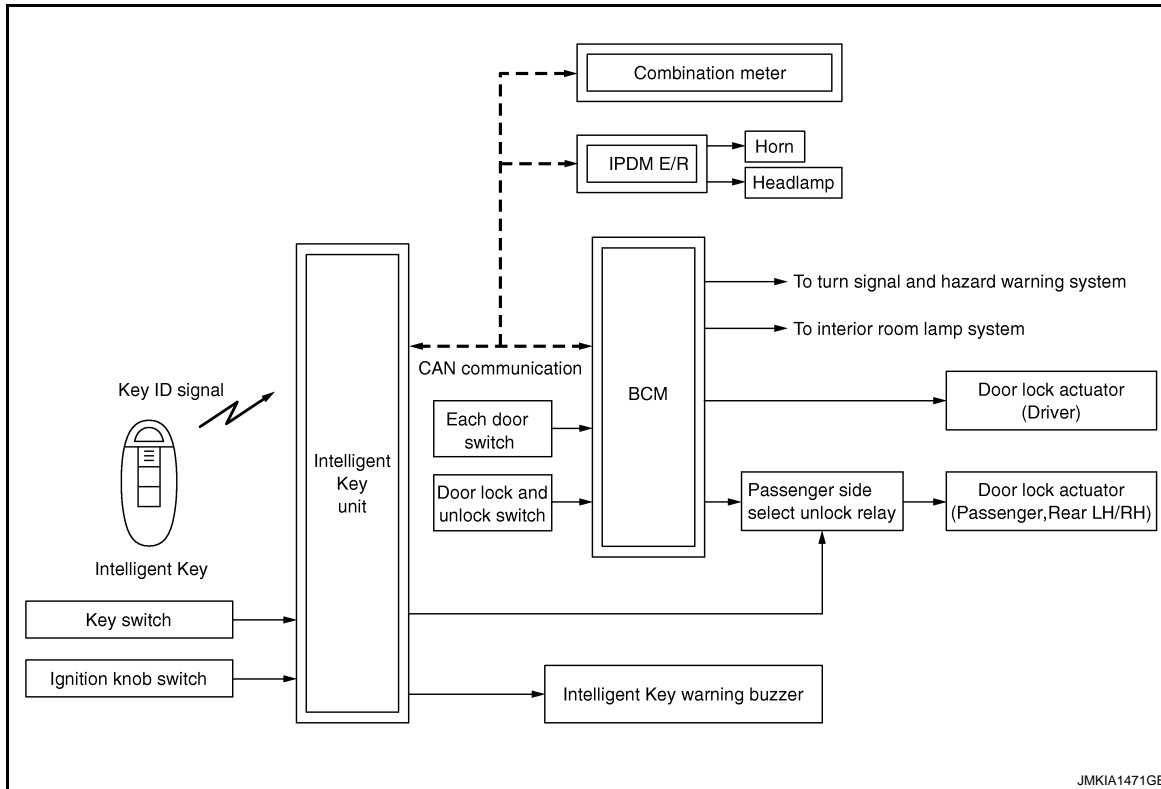 Combination meter
IPDM E/R
Horn
Headlamp
To turn signal and hazard warning system
To interior room lamp system
CAN communication
Key ID signal
BCM
Door lock actuator
(Driver)
Each door
switch
Intelligent
Key
unit
Door lock and
unlock switch
Passenger side
select unlock relay
Door lock actuator
(Passenger,Rear LH/RH)
Intelligent Key
Key switch
Ignition knob switch
Intelligent Key warning buzzer
JMKIA1471GB